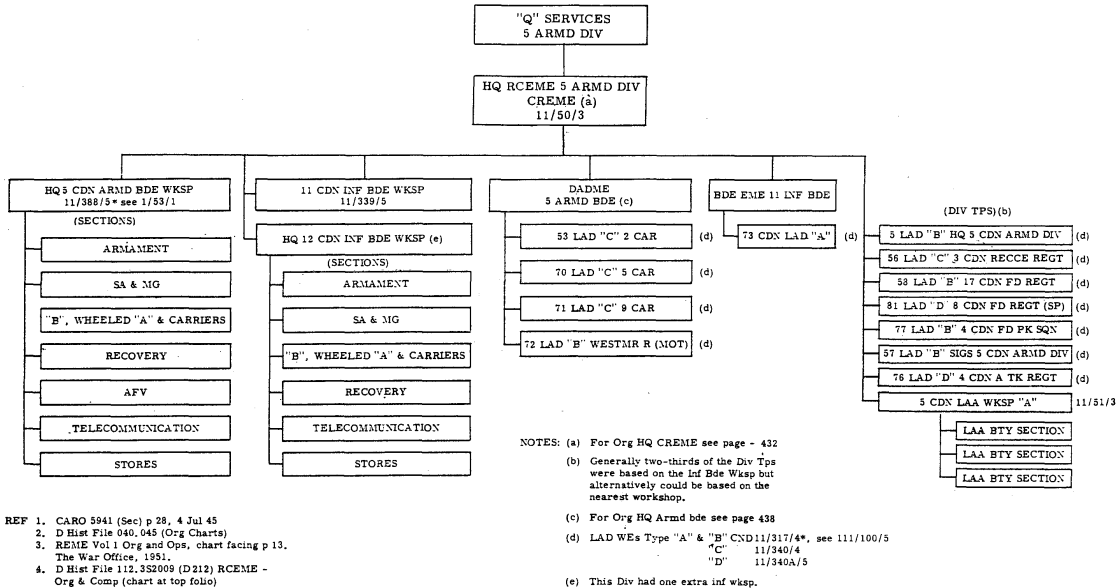 "Q" SERVICES
5 ARMD DIV
HQ RCEME 5 ARMD DIV
CREME (a)
11/50/3
HQ 5 CDN ARMD BDE WKSP
11/388/5* see 1/53/1
(SECTIONS)
ARMAMENT
SA & MG
"B", WHEELED "A" & CARRIERS
RECOVERY
AFV
TELECOMMUNICATION
STORES
11 CDN INF BDE WKSP
11/339/5
HQ 12 CDN INF BDE WKSP (e)
(SECTIONS)
ARMAMENT
SA & MG
"B", WHEELED "A" & CARRIERS
RECOVERY
TELECOMMUNICATION
STORES
DADME
5 ARMD BDE (c)
53 LAD "C" 2 CAR (d)
70 LAD "C" 5 CAR (d)
71 LAD "C" 9 CAR (d)
72 LAD "B" WESTMR R (MOT) (d)
BDE EME 11 INF BDE
73 CDN LAD "A" (d)
(DIV TPS)(b)
5 LAD "B" HQ 5 CDN ARMD DIV (d)
56 LAD "C" 3 CDN RECCE REGT (d)
58 LAD "B" 17 CDN FD REGT (d)
81 LAD "D" 8 CDN FD REGT (SP) (d)
77 LAD "B" 4 CDN FD PK SQN (d)
57 LAD "B" SIGS 5 CDN ARMD DIV (d)
76 LAD "D" 4 CDN A TK REGT (d)
5 CDN LAA WKSP "A" 11/51/3
LAA BTY SECTION
LAA BTY SECTION
LAA BTY SECTION
NOTES: (a) For Org HQ CREME see page - 432
(b) Generally two-thirds of the Div Tps
were based on the Inf Bde Wksp but
alternatively could be based on the
nearest workshop.
(c) For Org HQ Armd bde see page 438
(d) LAD WEs Type "A" & "B" CND 11/317/4*, see 111/100/5
"C" 11/340/4
"D" 11/340A/5
(e) This Div had one extra inf wksp.
REF 1. CARO 5941 (Sec) p 28, 4 Jul 45
2. D Hist File 040.045 (Org Charts)
3. REME Vol 1 Org and Ops, chart facing p 13.
The War Office, 1951.
4. D Hist File 112.3S2009 (D212) RCEME -
Org & Comp (chart at top folio)